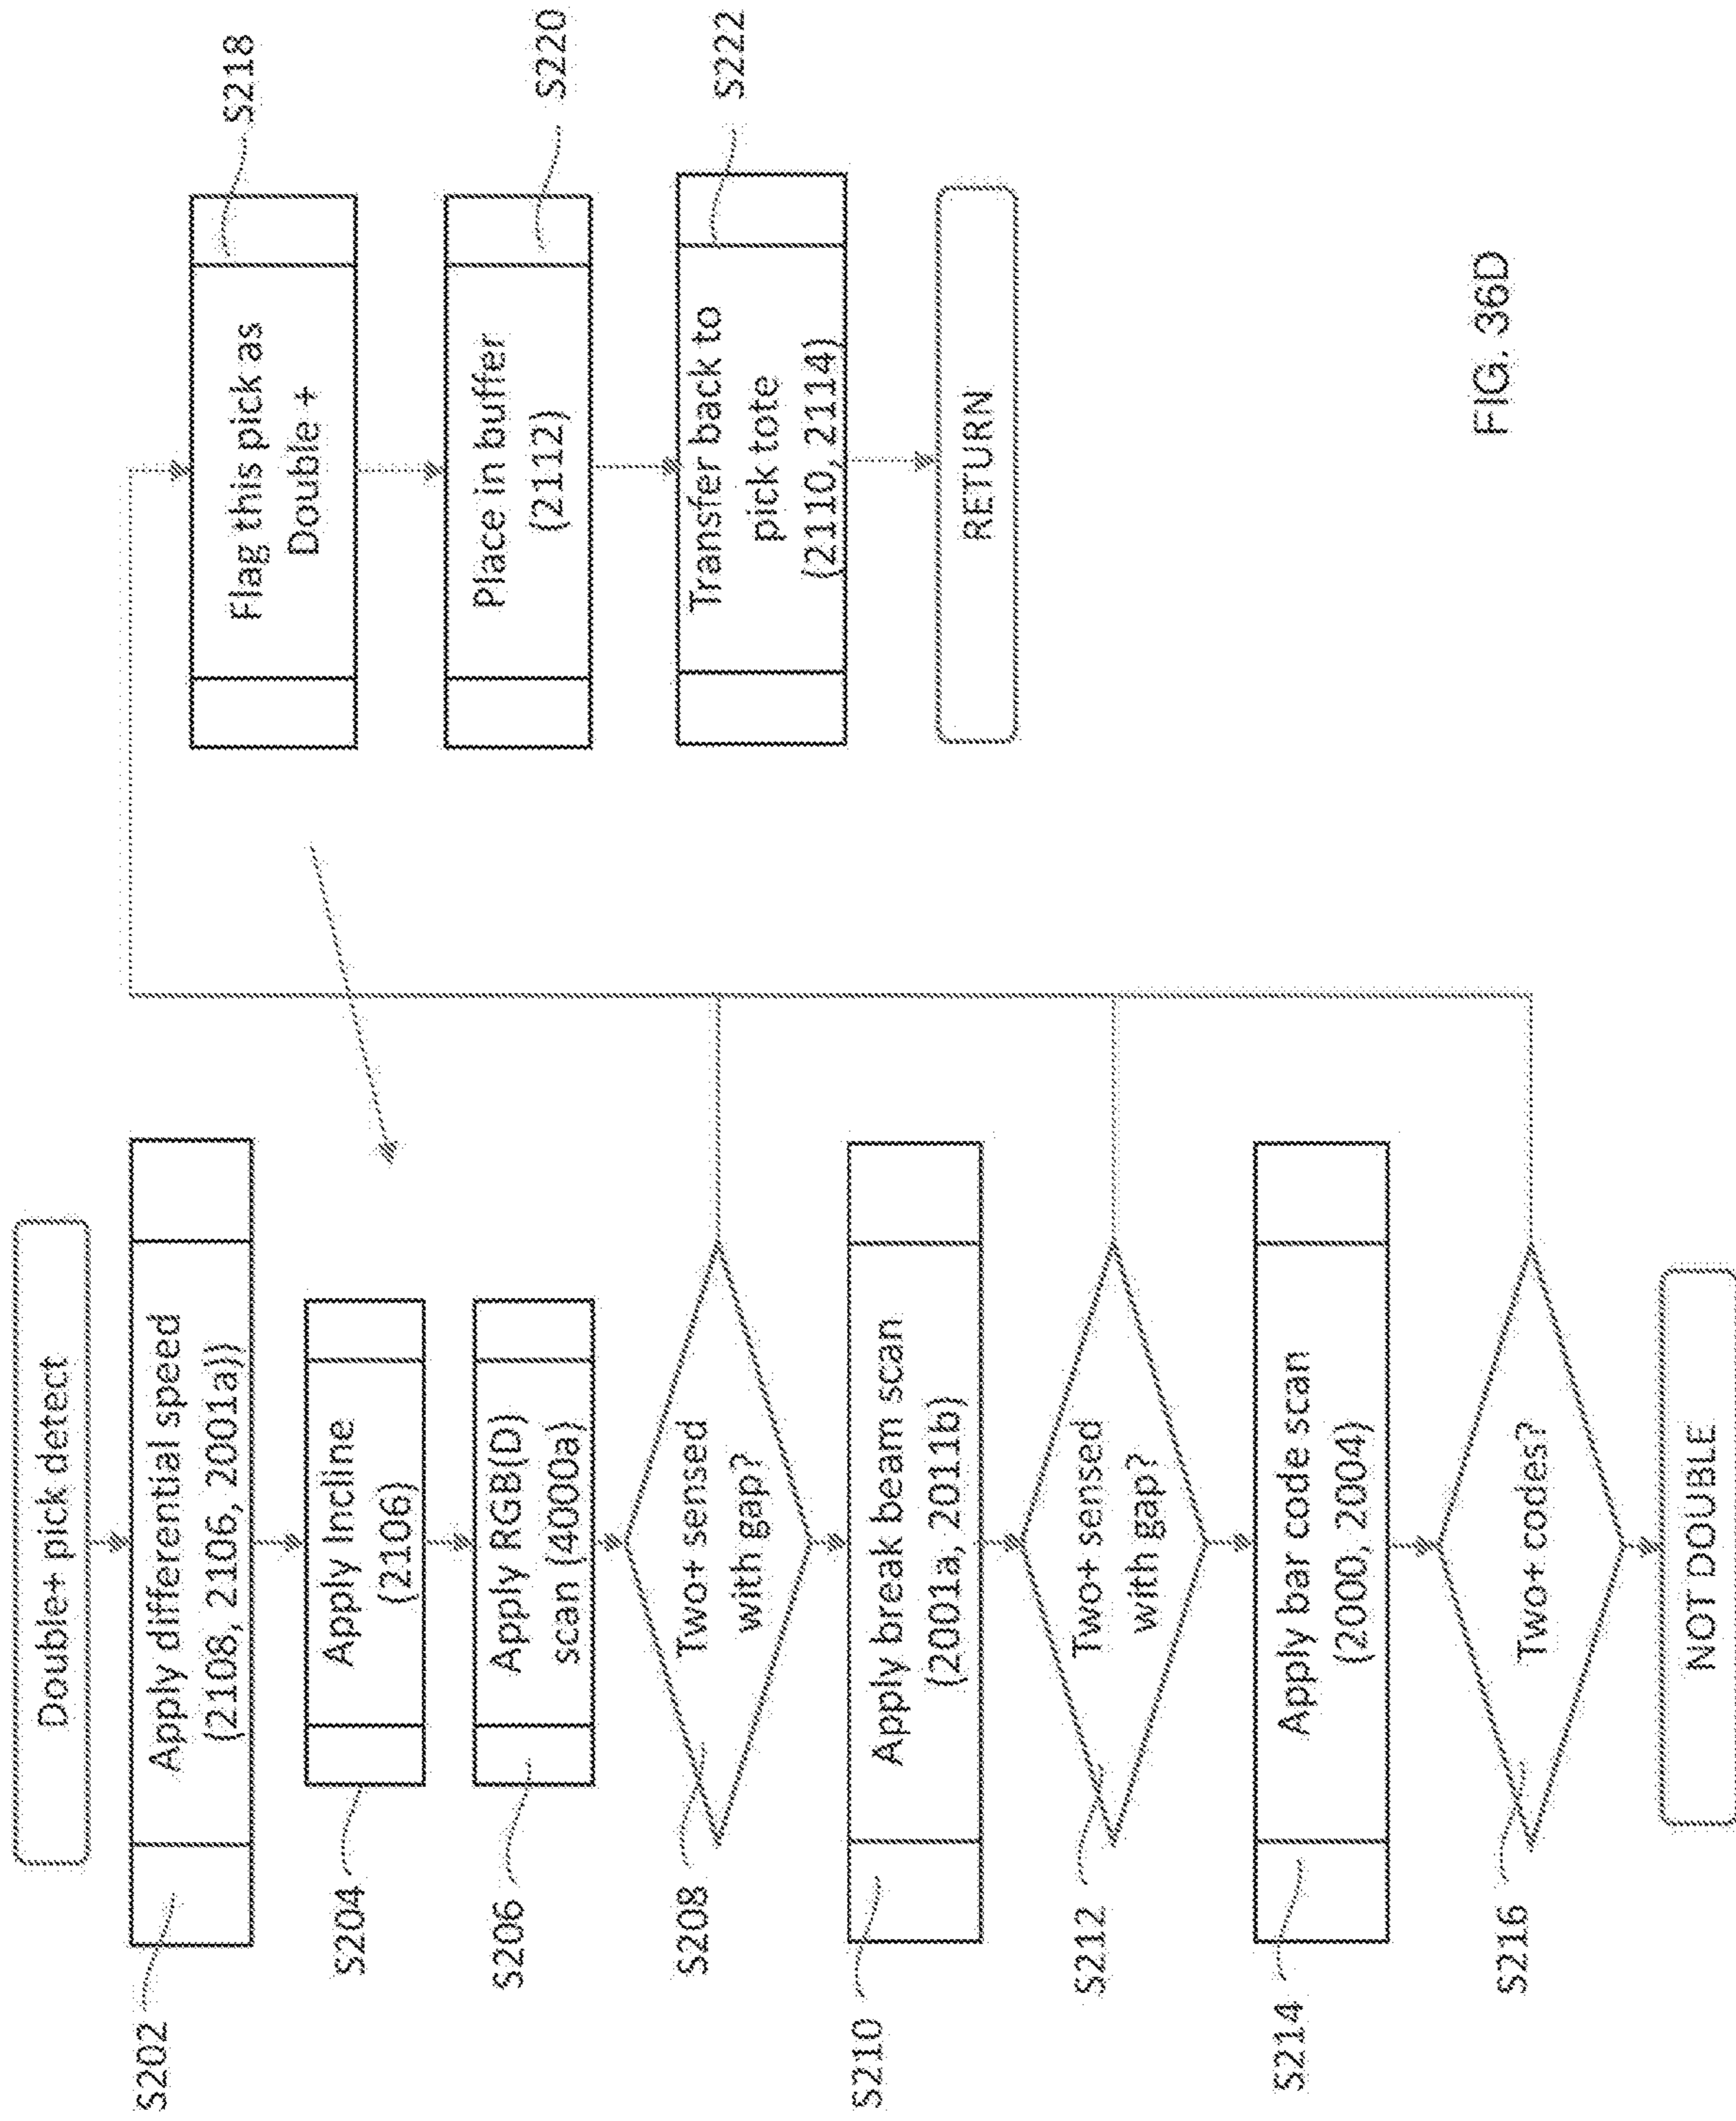 Double+ pick detect
S202
Apply differential speed
(2108, 2106, 2001a))
S204
Apply Incline
(2106)
S206
Apply RGB(D)
scan (4000a)
S208
Two+ sensed
with gap?
S210
Apply break beam scan
(2001a, 2011b)
S212
Two+ sensed
with gap?
S214
Apply bar code scan
(2000, 2004)
S216
Two+ codes?
NOT DOUBLE
S218
Flag this pick as
Double +
S220
Place in buffer
(2112)
S222
Transfer back to
pick tote
(2110, 2114)
RETURN
FIG. 36D